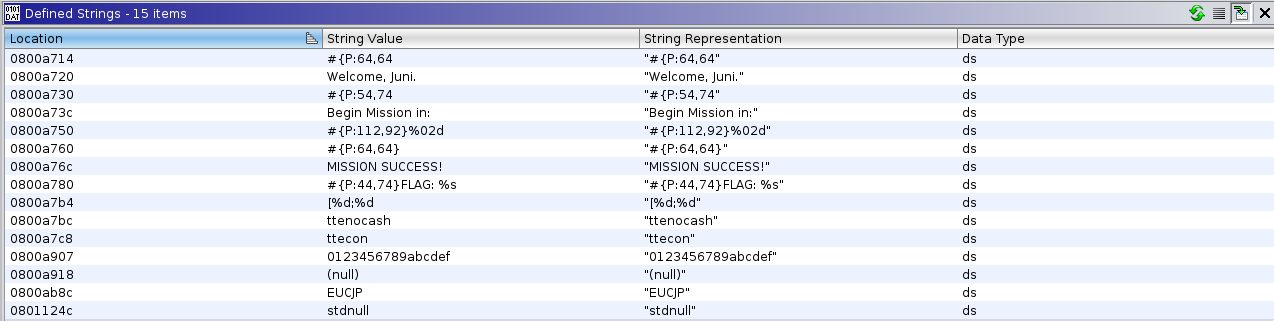 Defined Strings - 15 items
Location String Value String Representation Data Type
0800a714 #{P:64,64 "#{P:64,64" ds
0800a720 Welcome, Juni. "Welcome, Juni." ds
0800a730 #{P:54,74 "#{P:54,74" ds
0800a73c Begin Mission in: "Begin Mission in:" ds
0800a750 #{P:112,92}%02d "#{P:112,92}%02d" ds
0800a760 #{P:64,64} "#{P:64,64}" ds
0800a76c MISSION SUCCESS! "MISSION SUCCESS!" ds
0800a780 #{P:44,74}FLAG: %s "#{P:44,74}FLAG: %s" ds
0800a7b4 [%d;%d "[%d;%d" ds
0800a7bc ttenocash "ttenocash" ds
0800a7c8 ttecon "ttecon" ds
0800a907 0123456789abcdef "0123456789abcdef" ds
0800a918 (null) "(null)" ds
0800ab8c EUCJP "EUCJP" ds
0801124c stdnull "stdnull" ds